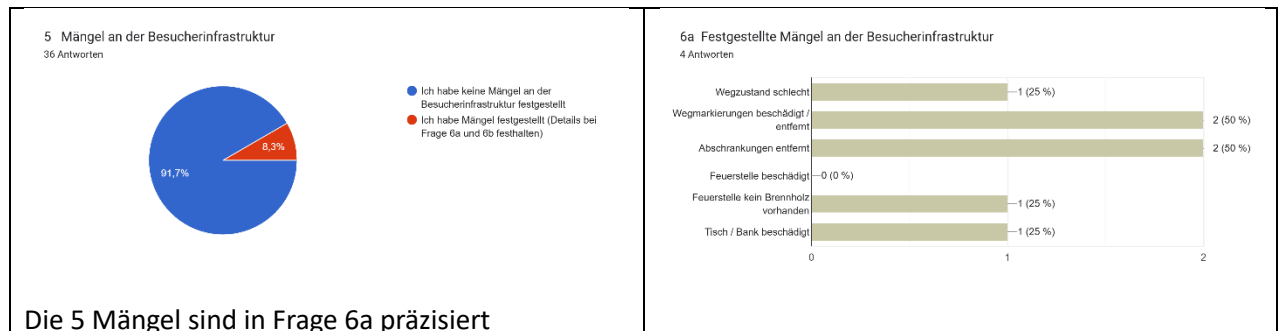 5 Mängel an der Besucherinfrastruktur
36 Antworten
Ich habe keine Mängel an der
Besucherinfrastruktur festgestellt
Ich habe Mängel festgestellt (Details bei
Frage 6a und 6b festhalten)
8,3%
91,7%
Die 5 Mängel sind in Frage 6a präzisiert
6a Festgestellte Mängel an der Besucherinfrastruktur
4 Antworten
Wegzustand schlecht
1 (25 %)
Wegmarkierungen beschädigt /
entfernt
2 (50 %)
Abschrankungen entfernt
2 (50 %)
Feuerstelle beschädigt
0 (0 %)
Feuerstelle kein Brennholz
vorhanden
1 (25 %)
Tisch / Bank beschädigt
1 (25 %)
0
1
2